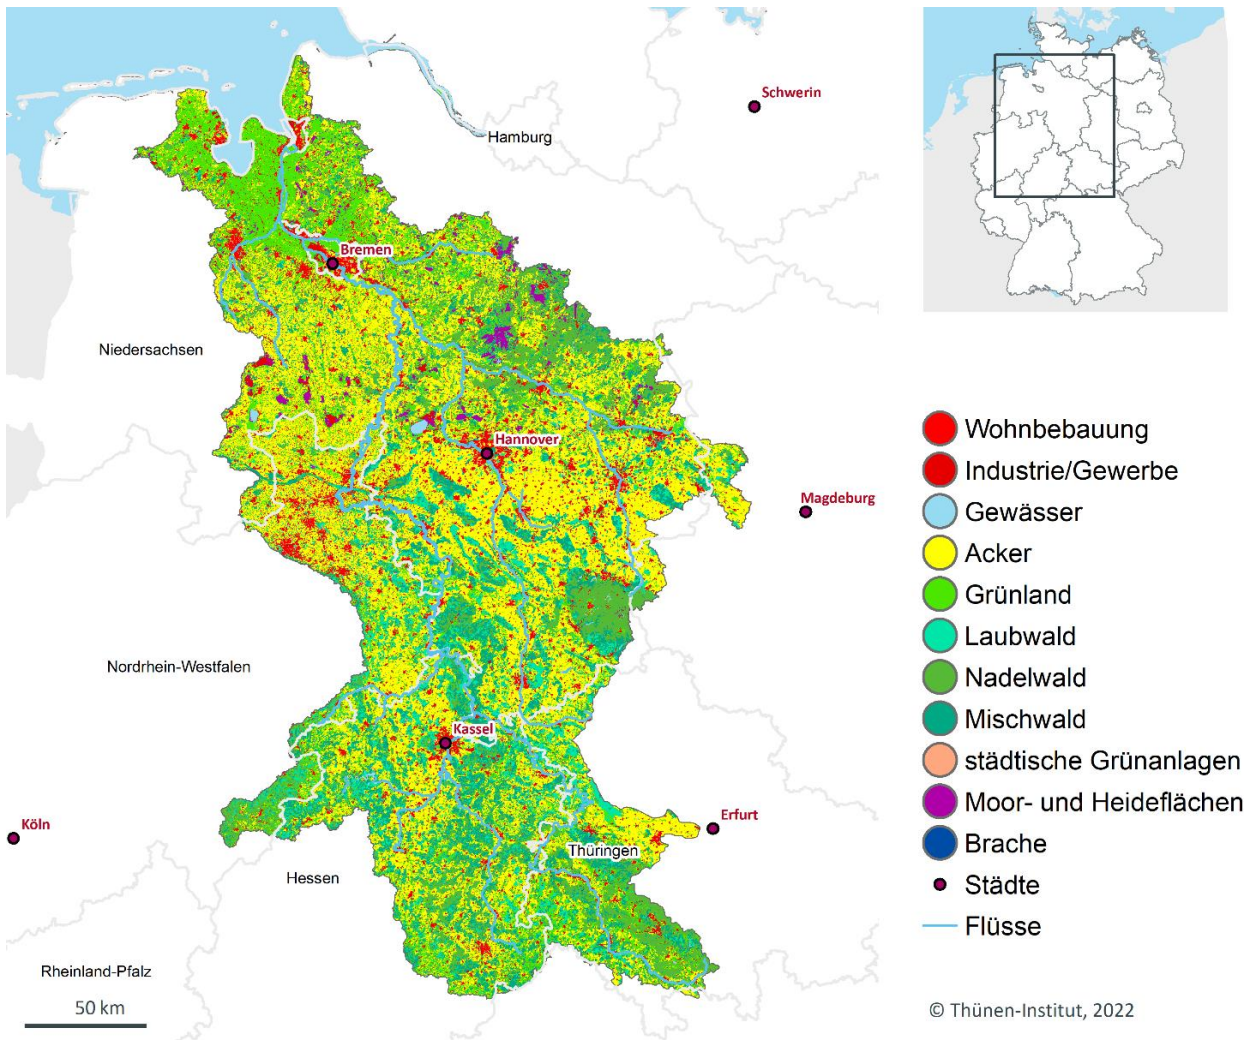 Schwerin
Hamburg
Bremen
Niedersachsen
Hannover
Magdeburg
Nordrhein-Westfalen
Kassel
Köln
Erfurt
Thüringen
Hessen
Rheinland-Pfalz
50 km
Wohnbebauung
Industrie/Gewerbe
Gewässer
Acker
Grünland
Laubwald
Nadelwald
Mischwald
städtische Grünanlagen
Moor- und Heideflächen
Brache
Städte
Flüsse
© Thünen-Institut, 2022